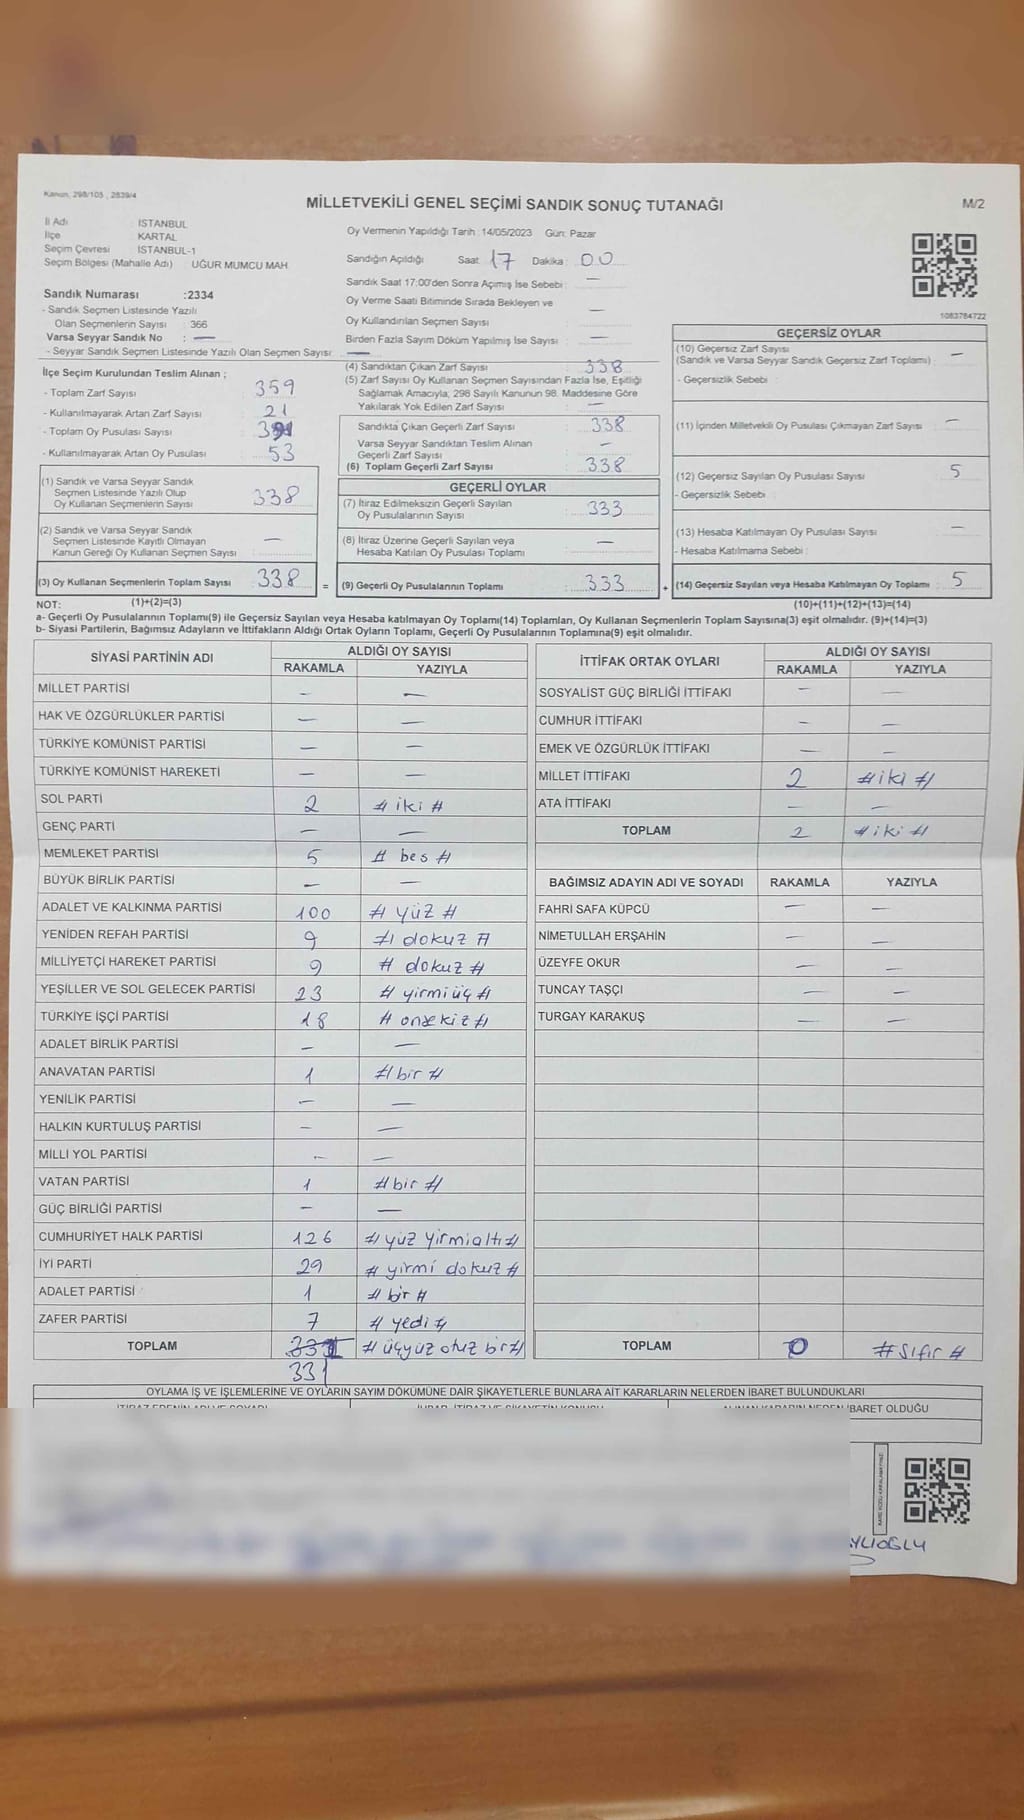 Kanun, 298/105 , 2839/4
MİLLETVEKİLİ GENEL SEÇİMİ SANDIK SONUÇ TUTANAĞI
M/2
İl Adı : İSTANBUL
İlçe : KARTAL
Seçim Çevresi : İSTANBUL-1
Seçim Bölgesi (Mahalle Adı) : UĞUR MUMCU MAH.
Sandık Numarası :2334
- Sandık Seçmen Listesinde Yazılı
Olan Seçmenlerin Sayısı : 366
Varsa Seyyar Sandık No : —
- Seyyar Sandık Seçmen Listesinde Yazılı Olan Seçmen Sayısı: —
Oy Vermenin Yapıldığı Tarih :14/05/2023 Gün: Pazar
Sandığın Açıldığı Saat: 17 Dakika : 00
Sandık Saat 17:00'den Sonra Açımış İse Sebebi : —
Oy Verme Saati Bitiminde Sırada Bekleyen ve
Oy Kullandırılan Seçmen Sayısı : —
Birden Fazla Sayım Döküm Yapılmış İse Sayısı : —
1083784722
İlçe Seçim Kurulundan Teslim Alınan ;
- Toplam Zarf Sayısı : 359
- Kullanılmayarak Artan Zarf Sayısı : 21
- Toplam Oy Pusulası Sayısı : 391
- Kullanılmayarak Artan Oy Pusulası : 53
(1) Sandık ve Varsa Seyyar Sandık
Seçmen Listesinde Yazılı Olup
Oy Kullanan Seçmenlerin Sayısı : 338
(2) Sandık ve Varsa Seyyar Sandık
Seçmen Listesinde Kayıtlı Olmayan
Kanun Gereği Oy Kullanan Seçmen Sayısı : —
(3) Oy Kullanan Seçmenlerin Toplam Sayısı : 338 =
(1)+(2)=(3)
(4) Sandıktan Çıkan Zarf Sayısı : 338
(5) Zarf Sayısı Oy Kullanan Seçmen Sayısından Fazla İse, Eşitliği
Sağlamak Amacıyla, 298 Sayılı Kanunun 98. Maddesine Göre
Yakılarak Yok Edilen Zarf Sayısı : —
Sandıkta Çıkan Geçerli Zarf Sayısı : 338
Varsa Seyyar Sandıktan Teslim Alınan
Geçerli Zarf Sayısı : —
(6) Toplam Geçerli Zarf Sayısı : 338
GEÇERLİ OYLAR
(7) İtiraz Edilmeksizin Geçerli Sayılan
Oy Pusulalarının Sayısı : 333
(8) İtiraz Üzerine Geçerli Sayılan veya
Hesaba Katılan Oy Pusulası Toplamı : —
(9) Geçerli Oy Pusulalarının Toplamı : 333 +
GEÇERSİZ OYLAR
(10) Geçersiz Zarf Sayısı
(Sandık ve Varsa Seyyar Sandık Geçersiz Zarf Toplamı) : —
- Geçersizlik Sebebi :
(11) İçinden Milletvekili Oy Pusulası Çıkmayan Zarf Sayısı : —
(12) Geçersiz Sayılan Oy Pusulası Sayısı : 5
- Geçersizlik Sebebi :
(13) Hesaba Katılmayan Oy Pusulası Sayısı : —
- Hesaba Katılmama Sebebi :
(14) Geçersiz Sayılan veya Hesaba Katılmayan Oy Toplamı : 5
(10)+(11)+(12)+(13)=(14)
NOT:
a- Geçerli Oy Pusulalarının Toplamı(9) ile Geçersiz Sayılan veya Hesaba katılmayan Oy Toplamı(14) Toplamları, Oy Kullanan Seçmenlerin Toplam Sayısına(3) eşit olmalıdır. (9)+(14)=(3)
b- Siyasi Partilerin, Bağımsız Adayların ve İttifakların Aldığı Ortak Oyların Toplamı, Geçerli Oy Pusulalarının Toplamına(9) eşit olmalıdır.
SİYASİ PARTİNİN ADI ALDIĞI OY SAYISI
RAKAMLA YAZIYLA
MİLLET PARTİSİ — —
HAK VE ÖZGÜRLÜKLER PARTİSİ — —
TÜRKİYE KOMÜNİST PARTİSİ — —
TÜRKİYE KOMÜNİST HAREKETİ — —
SOL PARTİ 2 # iki #
GENÇ PARTİ — —
MEMLEKET PARTİSİ 5 # bes #
BÜYÜK BİRLİK PARTİSİ — —
ADALET VE KALKINMA PARTİSİ 100 # yüz #
YENİDEN REFAH PARTİSİ 9 # dokuz #
MİLLİYETÇİ HAREKET PARTİSİ 9 # dokuz #
YEŞİLLER VE SOL GELECEK PARTİSİ 23 # yirmi üç #
TÜRKİYE İŞÇİ PARTİSİ 18 # onsekiz #
ADALET BİRLİK PARTİSİ — —
ANAVATAN PARTİSİ 1 # bir #
YENİLİK PARTİSİ — —
HALKIN KURTULUŞ PARTİSİ — —
MİLLİ YOL PARTİSİ — —
VATAN PARTİSİ 1 # bir #
GÜÇ BİRLİĞİ PARTİSİ — —
CUMHURİYET HALK PARTİSİ 126 # yüz yirmialtı #
İYİ PARTİ 29 # yirmi dokuz #
ADALET PARTİSİ 1 # bir #
ZAFER PARTİSİ 7 # yedi #
TOPLAM 331 # üçyüz otuz bir #
331
İTTİFAK ORTAK OYLARI ALDIĞI OY SAYISI
RAKAMLA YAZIYLA
SOSYALİST GÜÇ BİRLİĞİ İTTİFAKI — —
CUMHUR İTTİFAKI — —
EMEK VE ÖZGÜRLÜK İTTİFAKI — —
MİLLET İTTİFAKI 2 # iki #
ATA İTTİFAKI — —
TOPLAM 2 # iki #
BAĞIMSIZ ADAYIN ADI VE SOYADI RAKAMLA YAZIYLA
FAHRİ SAFA KÜPCÜ — —
NİMETULLAH ERŞAHİN — —
ÜZEYFE OKUR — —
TUNCAY TAŞÇI — —
TURGAY KARAKUŞ — —
TOPLAM 0 # Sıfır #
OYLAMA İŞ VE İŞLEMLERİNE VE OYLARIN SAYIM DÖKÜMÜNE DAİR ŞİKAYETLERLE BUNLARA AİT KARARLARIN NELERDEN İBARET BULUNDUKLARI
İBARET OLDUĞU